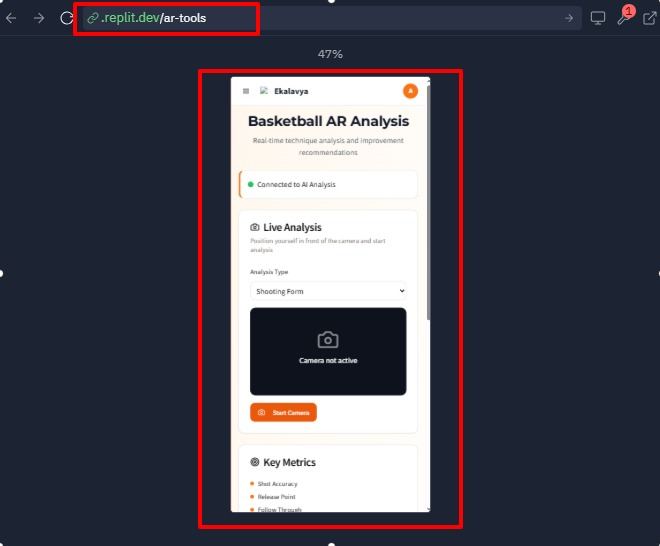 .replit.dev/ar-tools
1
47%
Ekalavya
Basketball AR Analysis
Real-time technique analysis and improvement
recommendations
Connected to AI Analysis
Live Analysis
Position yourself in front of the camera and start
analysis
Analysis Type
Shooting Form
Camera not active
Start Camera
Key Metrics
Shot Accuracy
Release Point
Follow Through